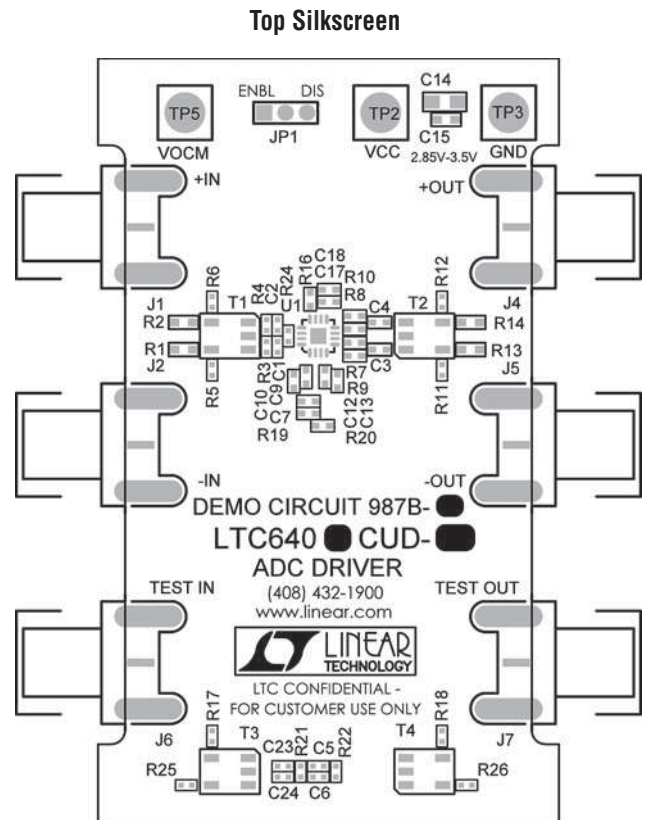 Top Silkscreen
ENBL DIS
C14
TP5
TP2
TP3
JP1
C15
VOCM
VCC
2.85V-3.5V
GND
+IN
+OUT
R6
R4
C2
R24
R16
C18
C17
R10
R8
R12
J1
T1
U1
C4
T2
J4
R2
R14
R1
R13
J2
R3
C1
C3
J5
R5
R7
R9
R11
C10
C9
C7
C12
C13
R19
R20
-IN
-OUT
DEMO CIRCUIT 987B-
LTC640 CUD-
ADC DRIVER
TEST IN
TEST OUT
(408) 432-1900
www.linear.com
LT LINEAR
TECHNOLOGY
LTC CONFIDENTIAL -
FOR CUSTOMER USE ONLY
R17
R18
J6
T3
C23
R21
C5
R22
T4
J7
R25
C24
C6
R26